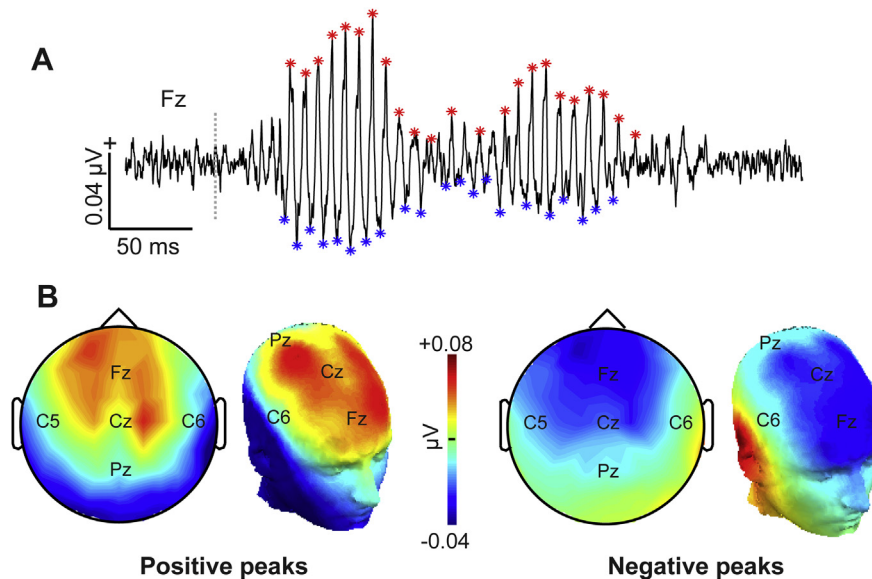 A
Fz
+
0.04 µV
50 ms
B
Fz
C5
Cz
C6
Pz
Pz
Cz
C6
Fz
+0.08
µV
-0.04
Fz
C5
Cz
C6
Pz
Pz
Cz
C6
Fz
Positive peaks
Negative peaks